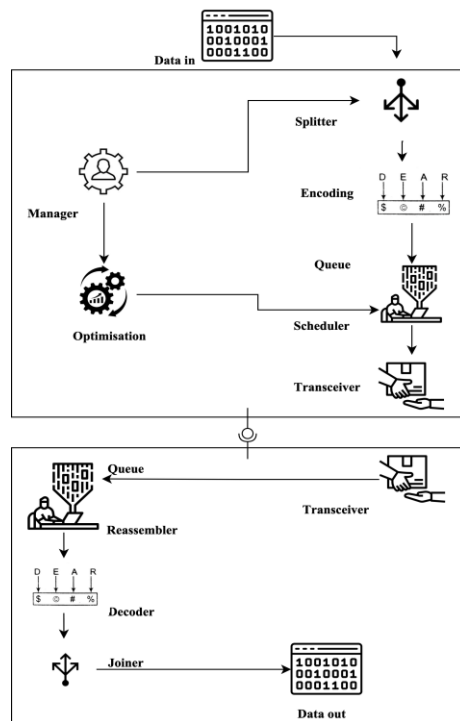 1001010
0010001
0001100
Data in
Splitter
D E A R
Encoding
$ © # %
Manager
Queue
Optimisation
Scheduler
Transceiver
Queue
Transceiver
Reassembler
D E A R
$ © # %
Decoder
Joiner
1001010
0010001
0001100
Data out